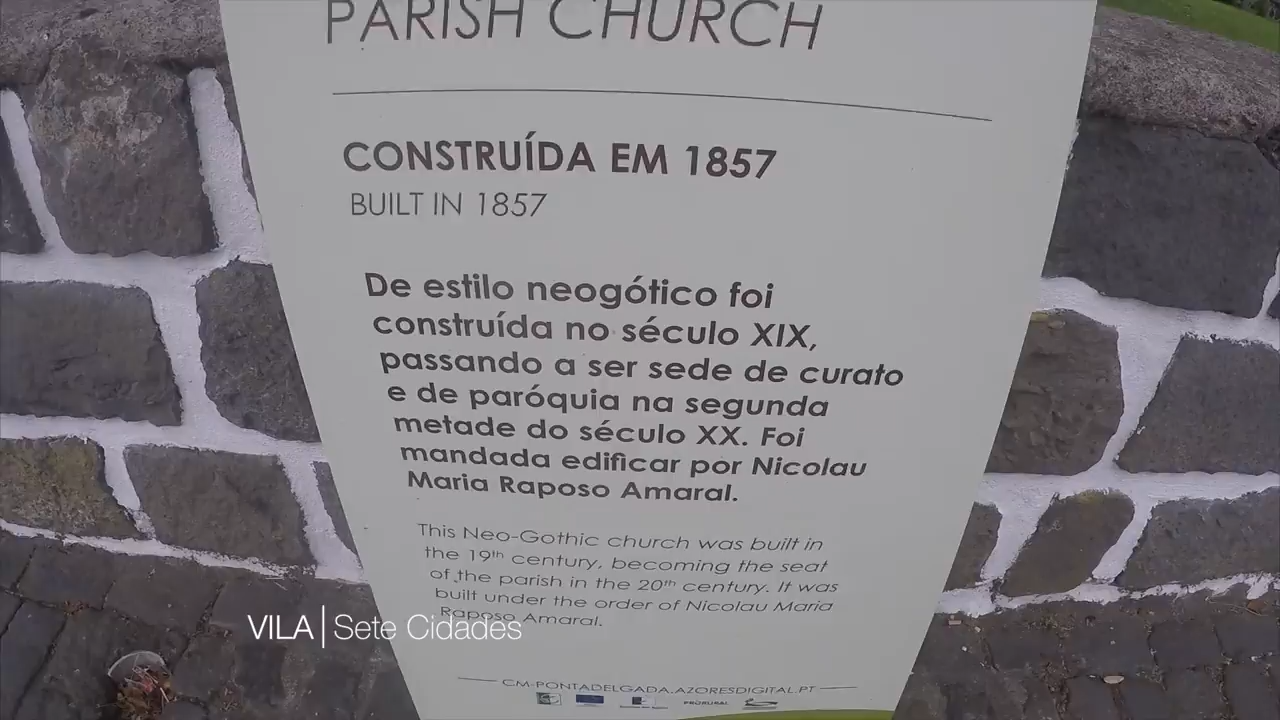 PARISH CHURCH
CONSTRUÍDA EM 1857
BUILT IN 1857
De estilo neogótico foi
construída no século XIX,
passando a ser sede de curato
e de paróquia na segunda
metade do século XX. Foi
mandada edificar por Nicolau
Maria Raposo Amaral.
This Neo-Gothic church was built in
the 19th century, becoming the seat
of the parish in the 20th century. It was
built under the order of Nicolau Maria
Raposo Amaral.
VILA | Sete Cidades
CM-PONTADELGADA.AZORESDIGITAL.PT
PRORURAL